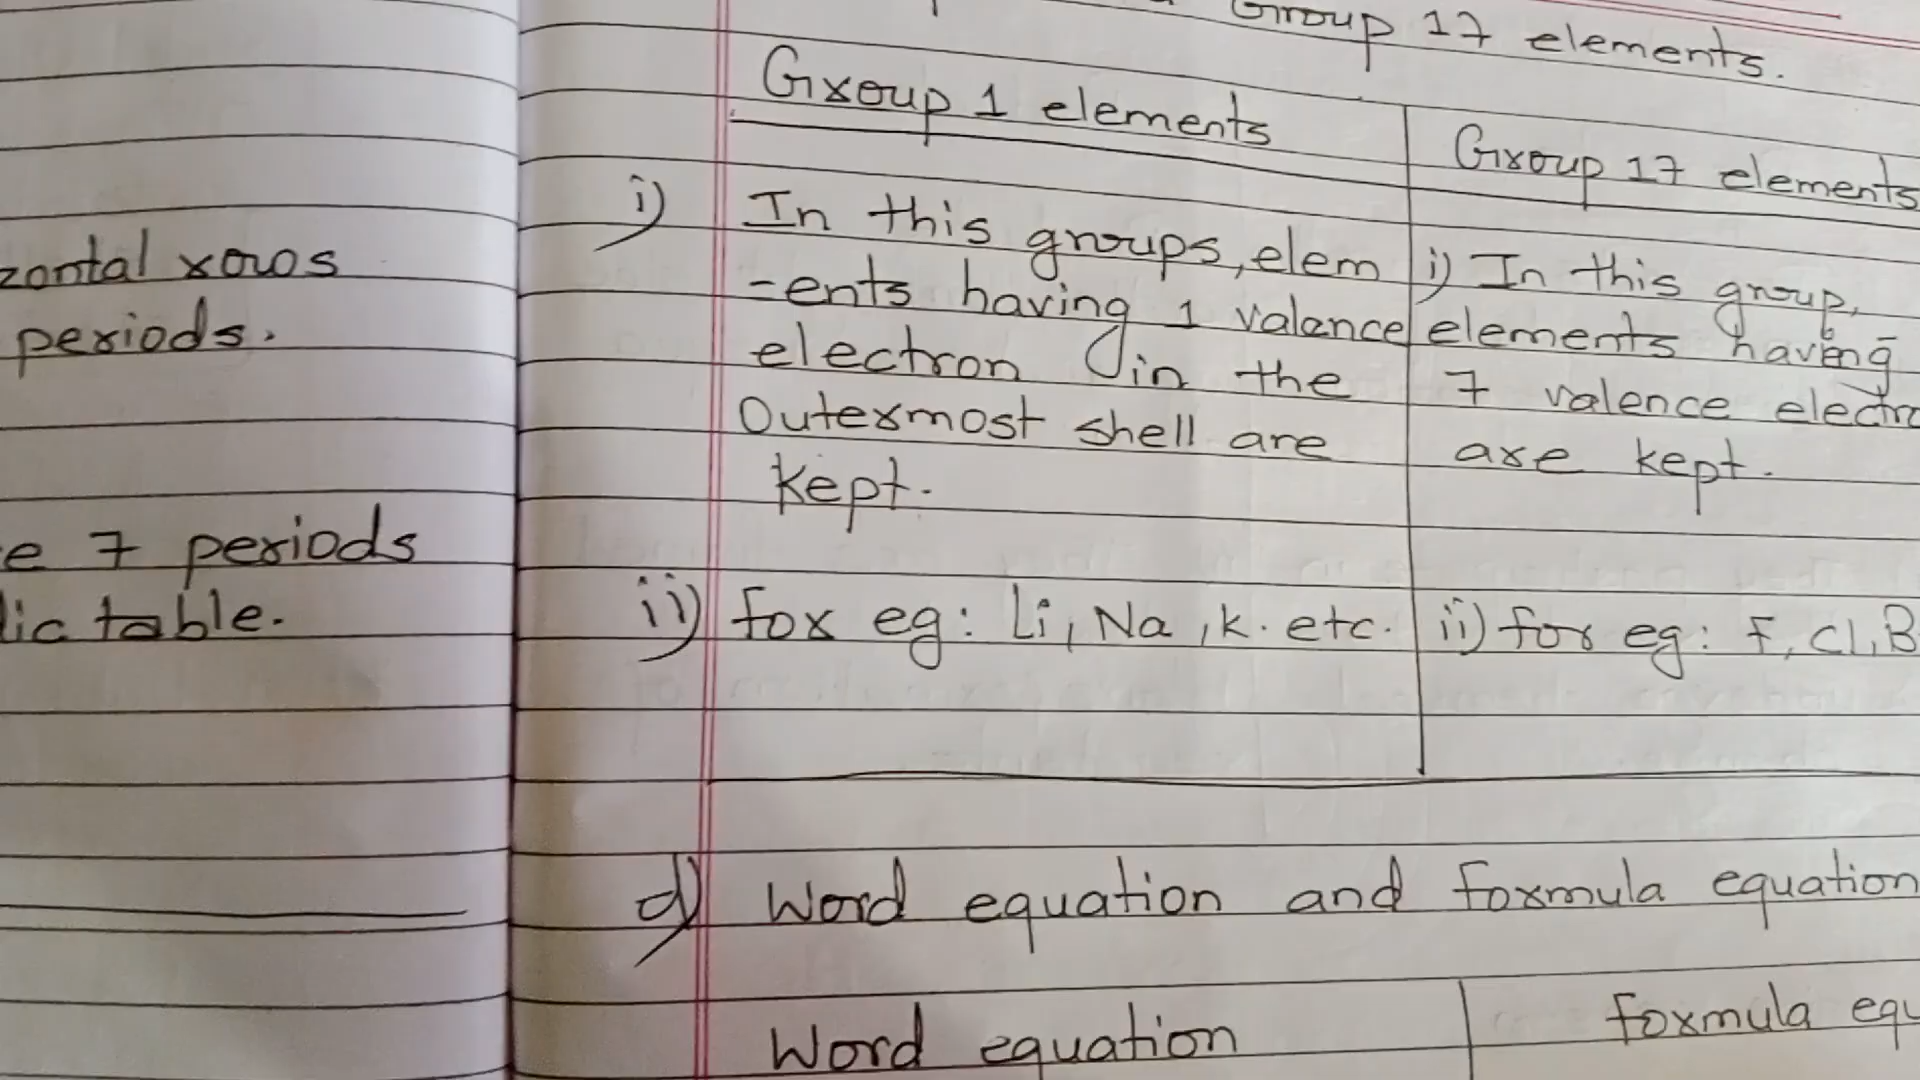 zontal rows
periods.
e 7 periods
lic table.
Group 17 elements.
Group 1 elements
Group 17 elements
i) In this groups, elem
-ents having 1 valance
electron in the
Outermost shell are
kept.
i) In this group,
elements having
7 valence electro
are kept.
ii) for eg: Li, Na, k. etc.
ii) for eg: F, Cl, B
d) Word equation and formula equation
Word equation
formula equ